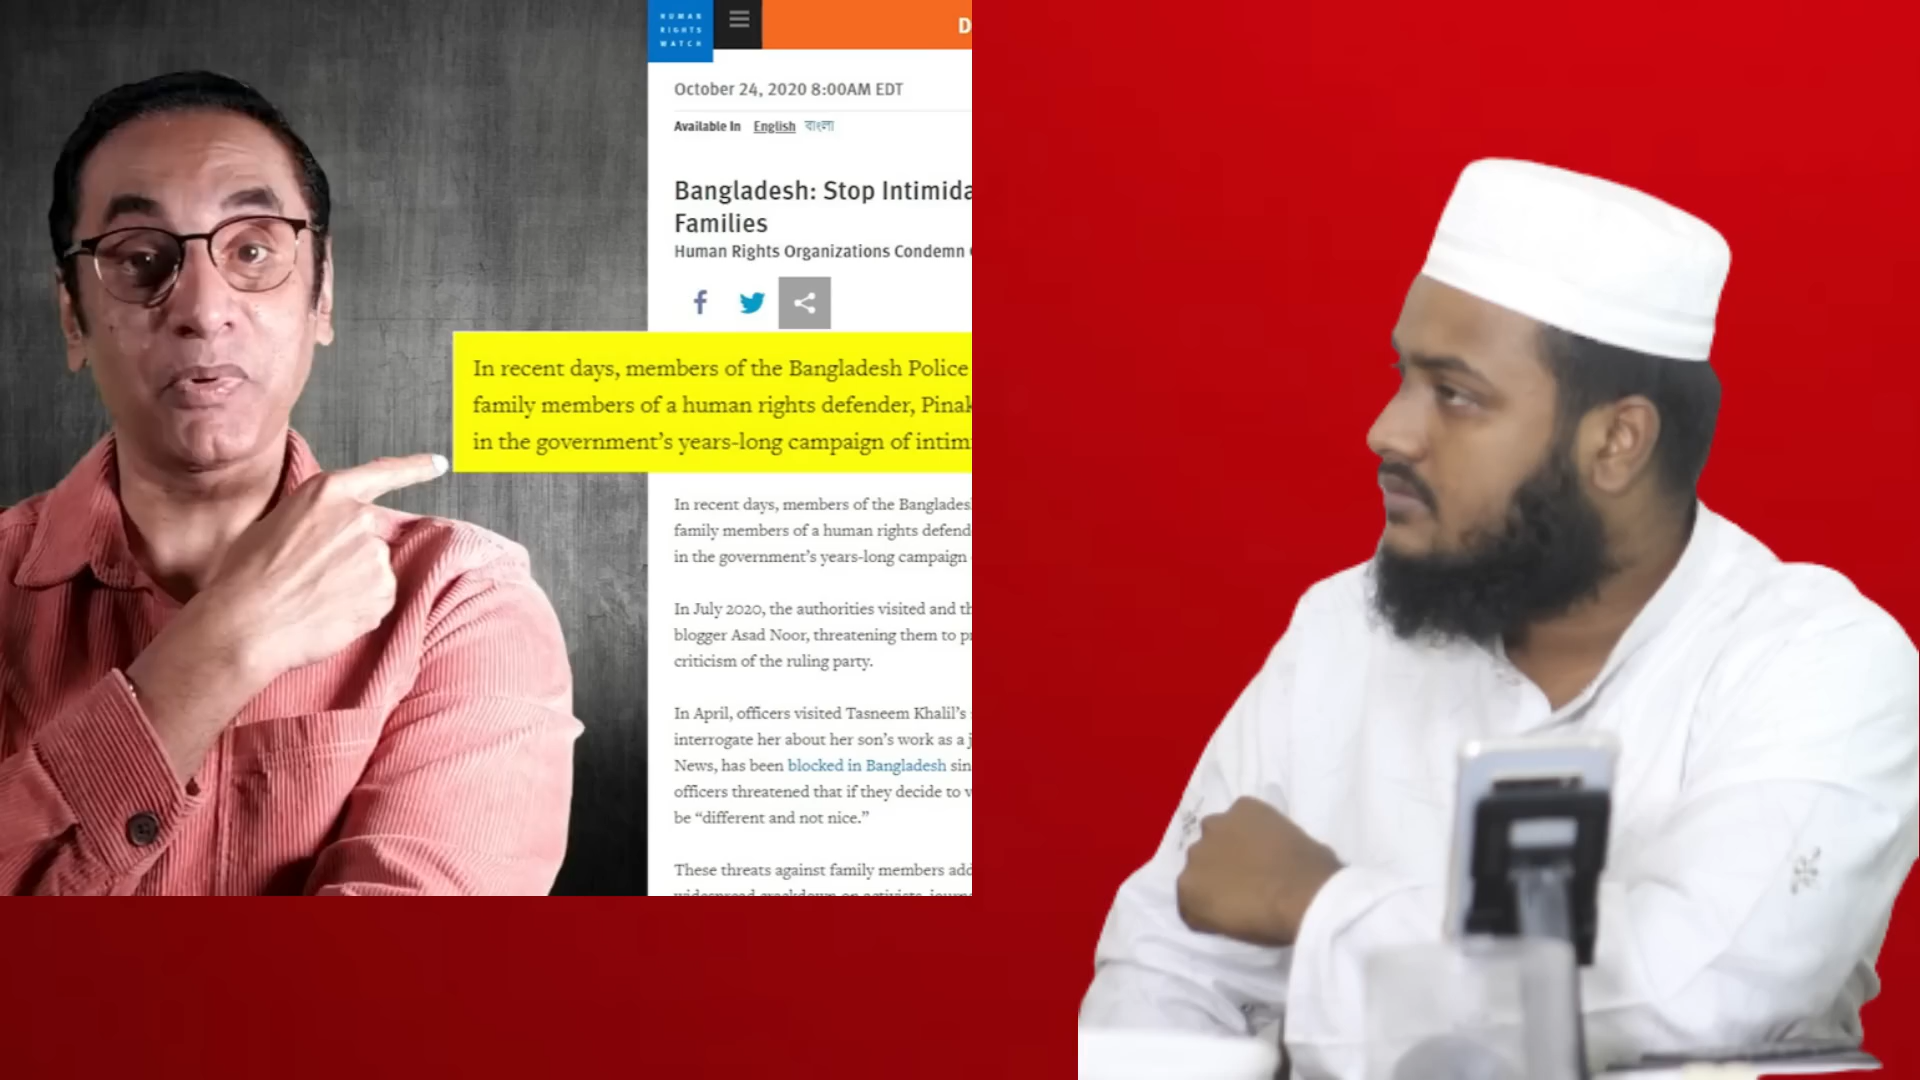 HUMAN
RIGHTS
WATCH
D
October 24, 2020 8:00AM EDT
Available In English বাংলা
Bangladesh: Stop Intimida
Families
Human Rights Organizations Condemn
In recent days, members of the Bangladesh Police
family members of a human rights defender, Pinak
in the government's years-long campaign of intim
In recent days, members of the Banglades
family members of a human rights defend
in the government's years-long campaign
In July 2020, the authorities visited and th
blogger Asad Noor, threatening them to p
criticism of the ruling party.
In April, officers visited Tasneem Khalil's
interrogate her about her son's work as a j
News, has been blocked in Bangladesh sin
officers threatened that if they decide to v
be “different and not nice.”
These threats against family members add
widespread crackdown on activists, journa